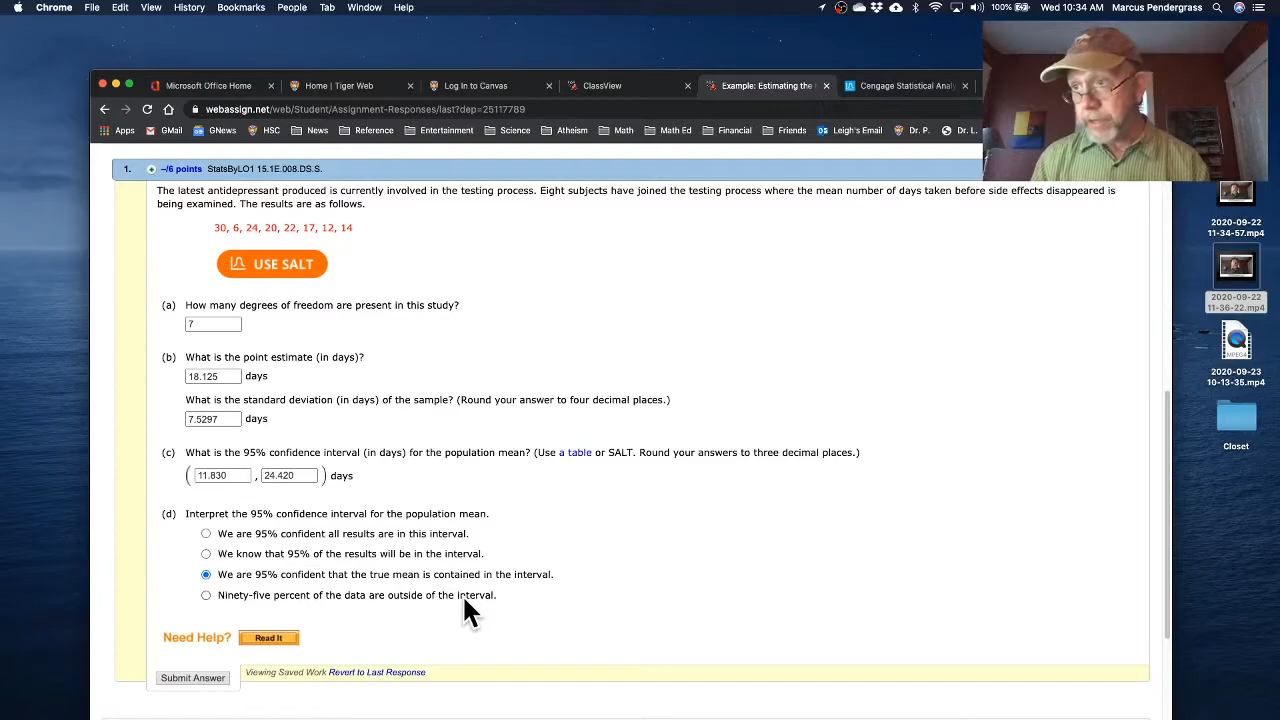 Chrome File Edit View History Bookmarks People Tab Window Help
100% Wed 10:34 AM Marcus Pendergrass
Microsoft Office Home
Home | Tiger Web
Log In to Canvas
ClassView
Example: Estimating the
Cengage Statistical Anal
webassign.net/web/Student/Assignment-Responses/last?dep=25117789
Apps GMail GNews HSC Reference Entertainment Science Atheism Math Math Ed Financial Friends Leigh's Email Dr. P. Dr. L.
1. –/6 points StatsByLO1 15.1E.008.DS.S.
The latest antidepressant produced is currently involved in the testing process. Eight subjects have joined the testing process where the mean number of days taken before side effects disappeared is
being examined. The results are as follows.
30, 6, 24, 20, 22, 17, 12, 14
USE SALT
(a) How many degrees of freedom are present in this study?
7
(b) What is the point estimate (in days)?
18.125 days
What is the standard deviation (in days) of the sample? (Round your answer to four decimal places.)
7.5297 days
(c) What is the 95% confidence interval (in days) for the population mean? (Use a table or SALT. Round your answers to three decimal places.)
( 11.830 , 24.420 ) days
(d) Interpret the 95% confidence interval for the population mean.
We are 95% confident all results are in this interval.
We know that 95% of the results will be in the interval.
We are 95% confident that the true mean is contained in the interval.
Ninety-five percent of the data are outside of the interval.
Need Help? Read It
Submit Answer Viewing Saved Work Revert to Last Response
2020-09-22
11-34-57.mp4
2020-09-22
11-36-22.mp4
MPEG4
2020-09-23
10-13-35.mp4
Closet